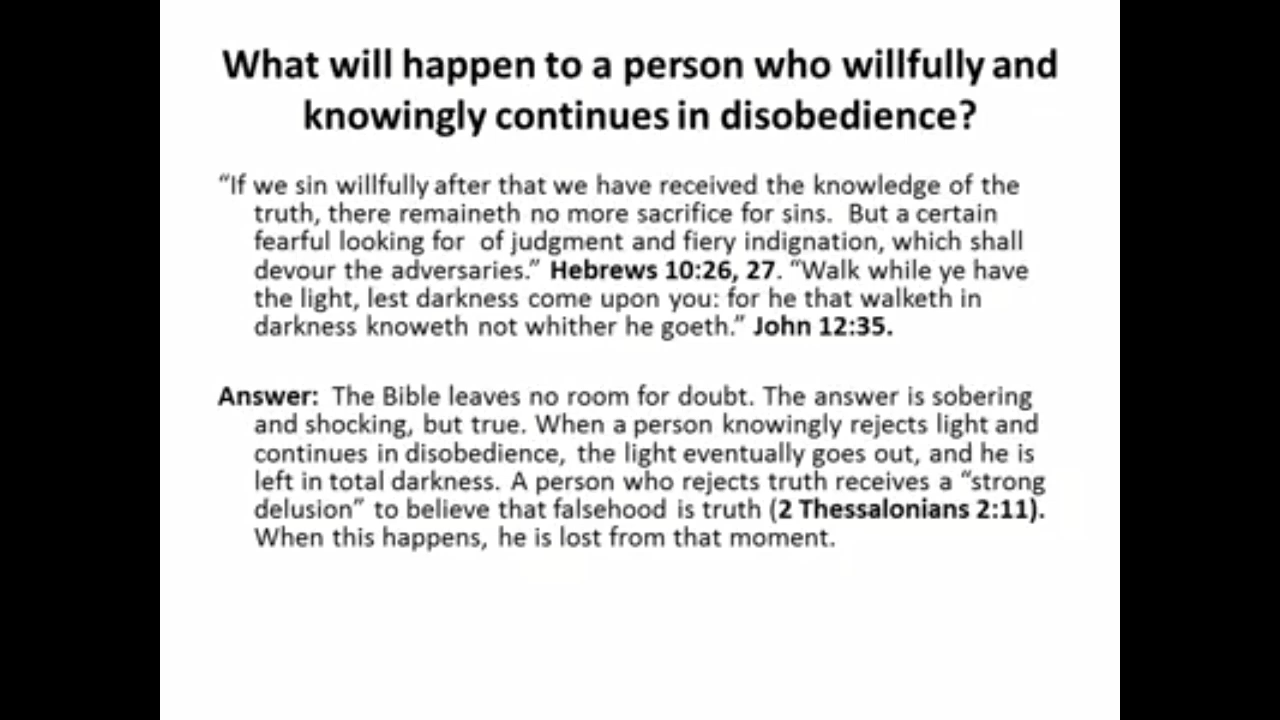 What will happen to a person who willfully and
knowingly continues in disobedience?
“If we sin willfully after that we have received the knowledge of the
truth, there remaineth no more sacrifice for sins.  But a certain
fearful looking for  of judgment and fiery indignation, which shall
devour the adversaries.” Hebrews 10:26, 27. “Walk while ye have
the light, lest darkness come upon you: for he that walketh in
darkness knoweth not whither he goeth.” John 12:35.
Answer:  The Bible leaves no room for doubt. The answer is sobering
and shocking, but true. When a person knowingly rejects light and
continues in disobedience, the light eventually goes out, and he is
left in total darkness. A person who rejects truth receives a “strong
delusion” to believe that falsehood is truth (2 Thessalonians 2:11).
When this happens, he is lost from that moment.